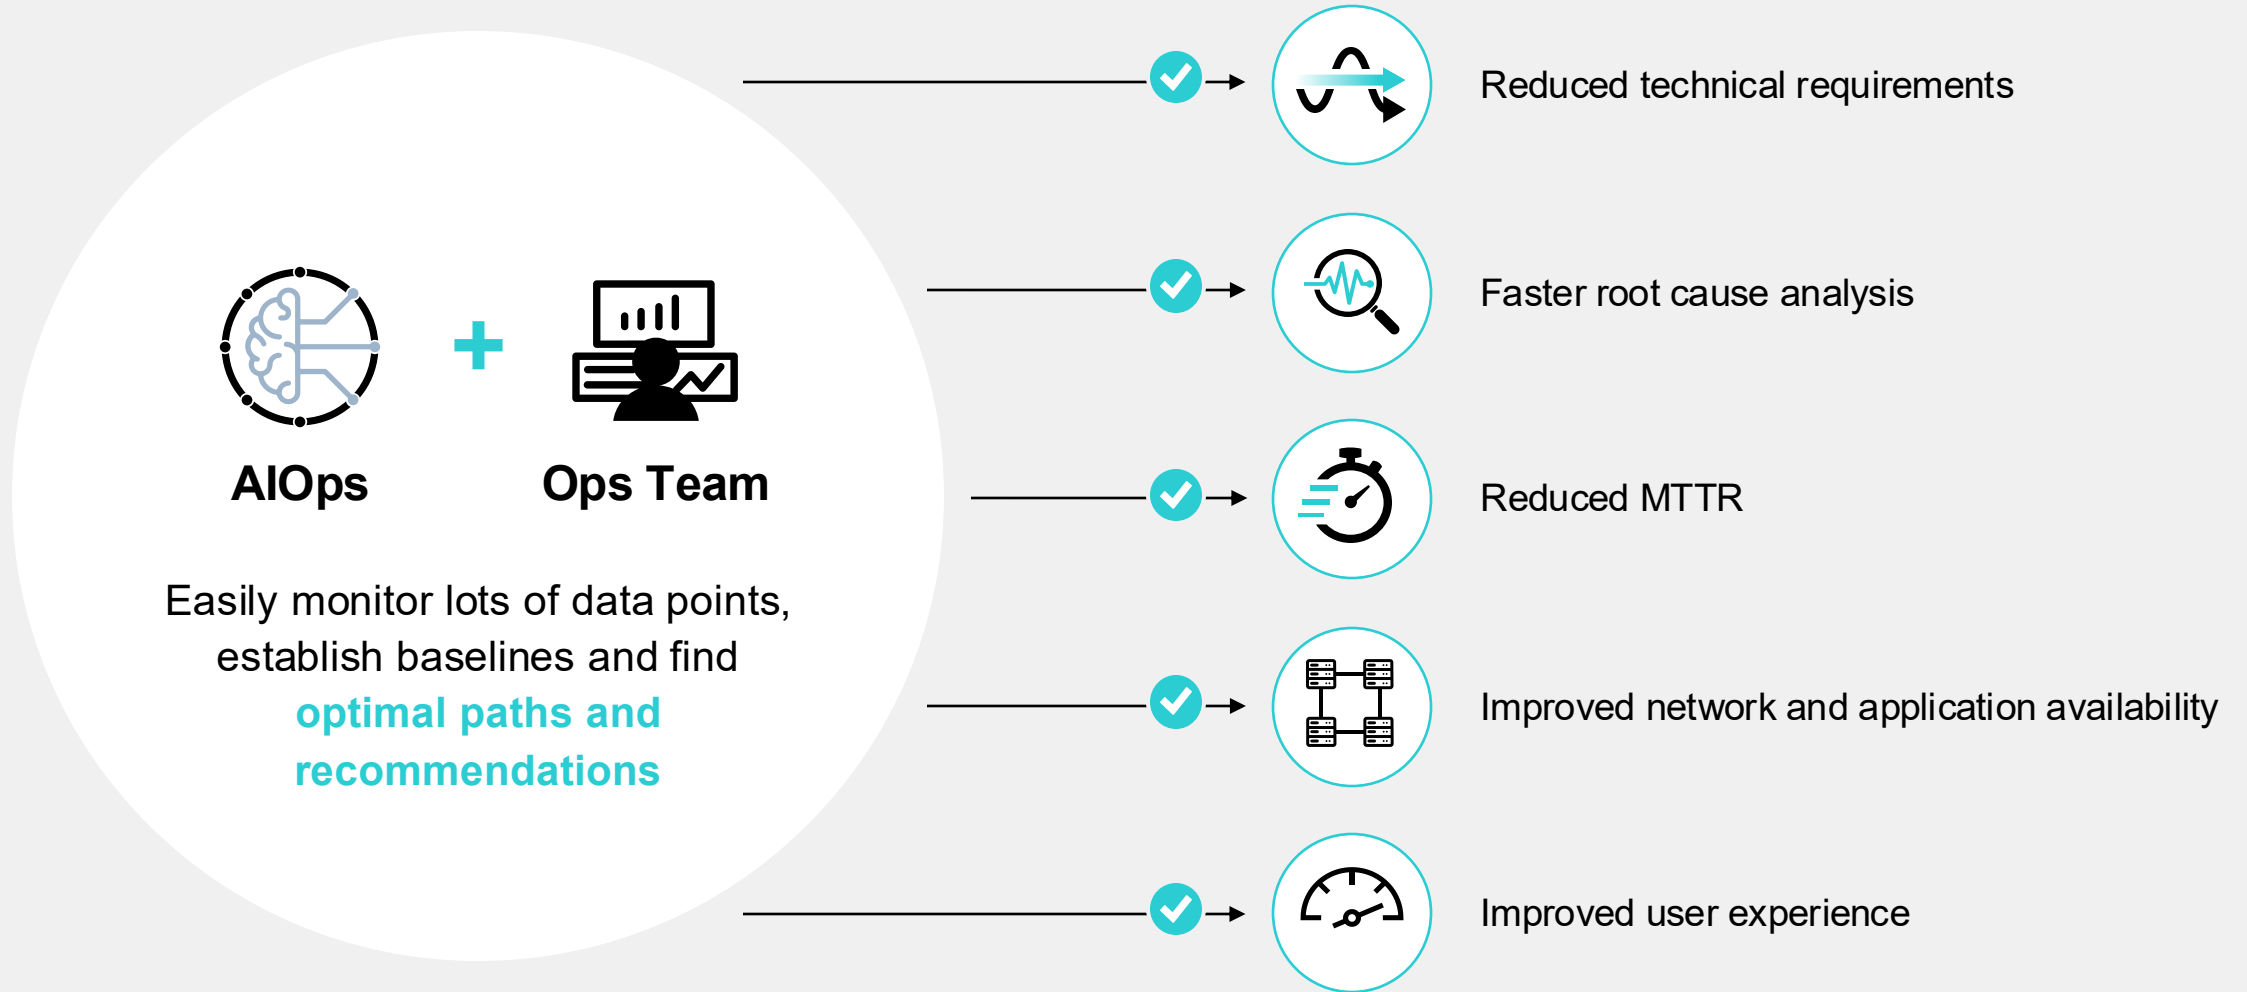 AIOps
Ops Team
Easily monitor lots of data points,
establish baselines and find
optimal paths and
recommendations
Reduced technical requirements
Faster root cause analysis
Reduced MTTR
Improved network and application availability
Improved user experience